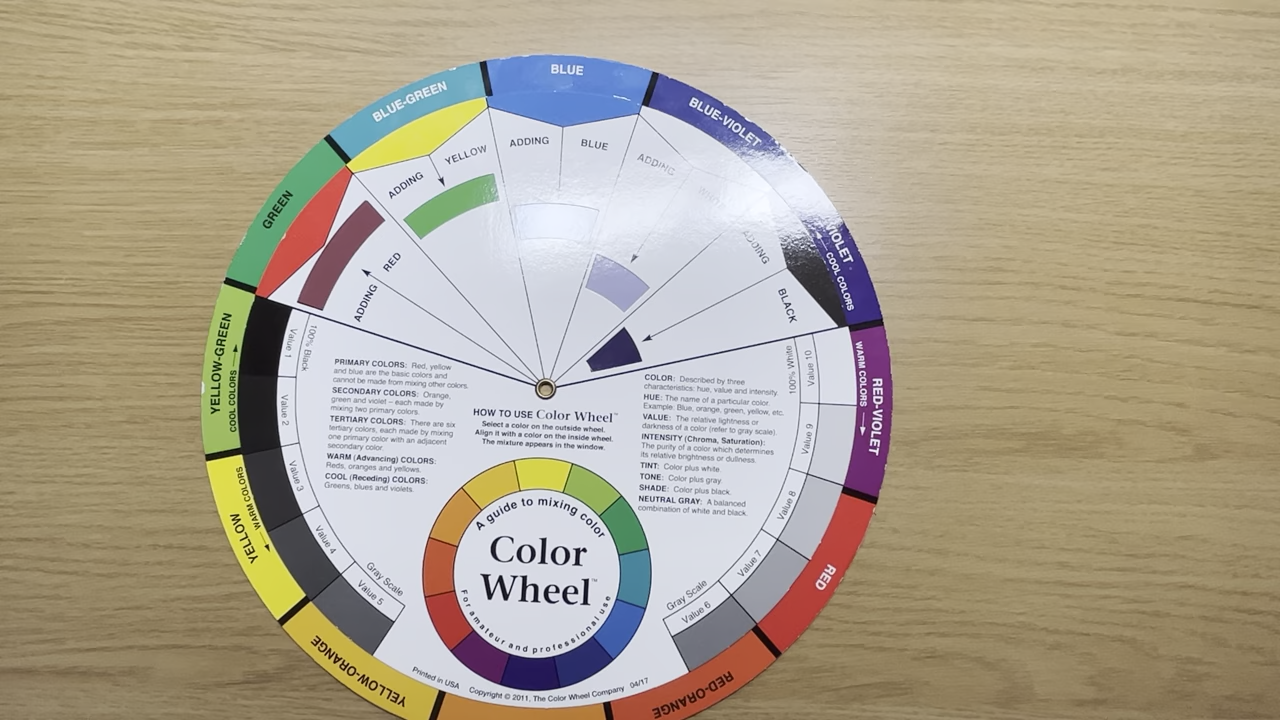 BLUE
BLUE-GREEN
BLUE-VIOLET
GREEN
VIOLET
COOL COLORS
YELLOW-GREEN
COOL COLORS
RED-VIOLET
WARM COLORS
YELLOW
WARM COLORS
RED
YELLOW-ORANGE
RED-ORANGE
ADDING RED
ADDING YELLOW
ADDING BLUE
ADDING
ADDING BLACK
100% Black
Value 1
Value 2
Value 3
Value 4
Value 5
Gray Scale
100% White
Value 10
Value 9
Value 8
Value 7
Value 6
Gray Scale
PRIMARY COLORS: Red, yellow
and blue are the basic colors and
cannot be made from mixing other colors.
SECONDARY COLORS: Orange,
green and violet – each made by
mixing two primary colors.
TERTIARY COLORS: There are six
tertiary colors, each made by mixing
one primary color with an adjacent
secondary color.
WARM (Advancing) COLORS:
Reds, oranges and yellows.
COOL (Receding) COLORS:
Greens, blues and violets.
HOW TO USE Color Wheel™
Select a color on the outside wheel.
Align it with a color on the inside wheel.
The mixture appears in the window.
COLOR: Described by three
characteristics: hue, value and intensity.
HUE: The name of a particular color.
Example: Blue, orange, green, yellow, etc.
VALUE: The relative lightness or
darkness of a color (refer to gray scale).
INTENSITY (Chroma, Saturation):
The purity of a color which determines
its relative brightness or dullness.
TINT: Color plus white.
TONE: Color plus gray.
SHADE: Color plus black.
NEUTRAL GRAY: A balanced
combination of white and black.
A guide to mixing color
Color
Wheel™
For amateur and professional use
Printed in USA Copyright © 2011, The Color Wheel Company 04/17